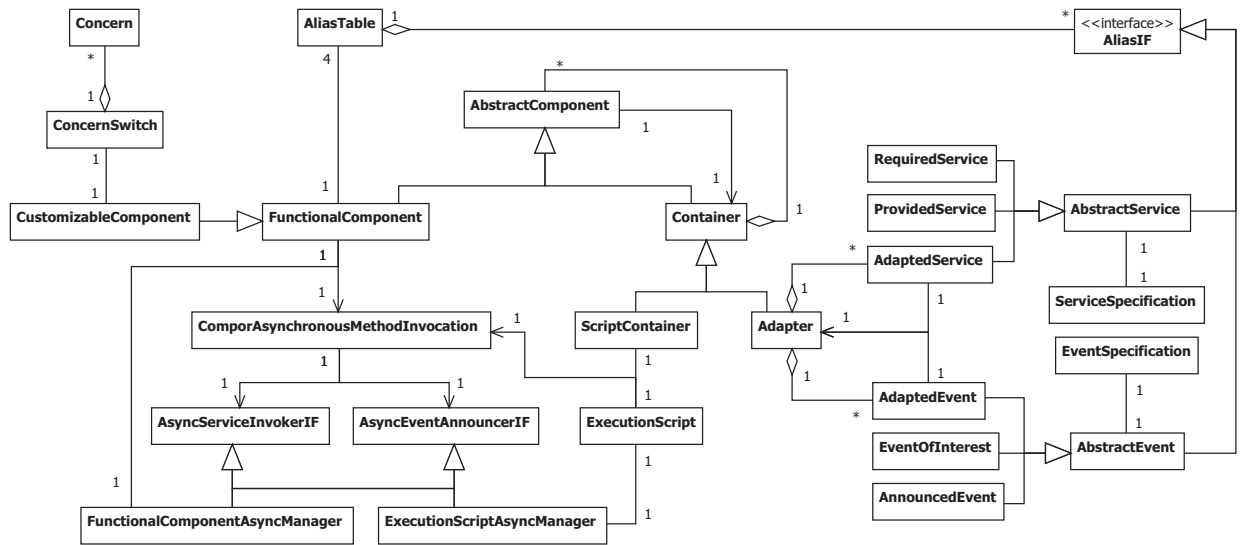 Concern
AliasTable
1
*
<<interface>>
AliasIF
*
4
*
1
AbstractComponent
ConcernSwitch
1
1
RequiredService
1
1
1
1
CustomizableComponent
FunctionalComponent
Container
1
ProvidedService
AbstractService
1
*
AdaptedService
1
1
1
1
1
ServiceSpecification
ComporAsynchronousMethodInvocation
1
ScriptContainer
Adapter
1
EventSpecification
1
1
1
1
1
1
1
1
AdaptedEvent
1
AsyncServiceInvokerIF
AsyncEventAnnouncerIF
ExecutionScript
*
1
EventOfInterest
AbstractEvent
1
1
AnnouncedEvent
FunctionalComponentAsyncManager
ExecutionScriptAsyncManager
1